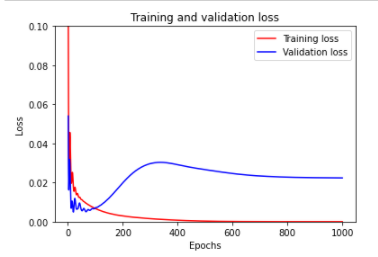 Training and validation loss
Training loss
Validation loss
0.10
0.08
0.06
0.04
0.02
0.00
Loss
0
200
400
600
800
1000
Epochs